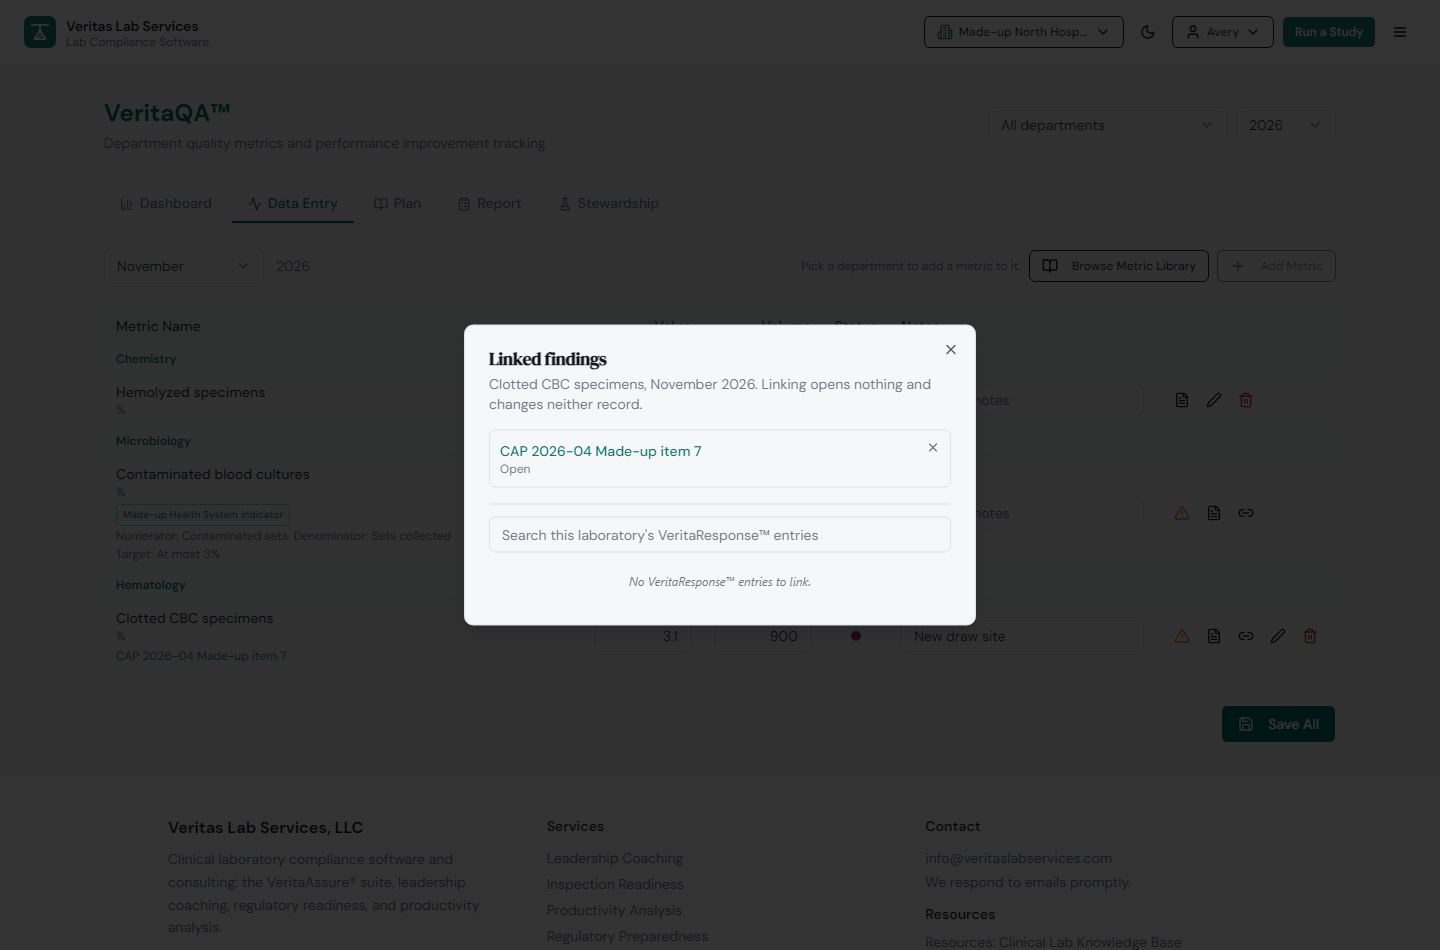 Veritas Lab Services
Lab Compliance Software
Made-up North Hosp...
Avery
Run a Study
VeritaQA™
Department quality metrics and performance improvement tracking
All departments
2026
Dashboard
Data Entry
Plan
Report
Stewardship
November
2026
Pick a department to add a metric to it.
Browse Metric Library
Add Metric
Metric Name
Chemistry
Hemolyzed specimens
%
notes
Microbiology
Contaminated blood cultures
%
Made-up Health System indicator
Numerator: Contaminated sets. Denominator: Sets collected
Target: At most 3%
notes
Hematology
Clotted CBC specimens
%
CAP 2026-04 Made-up item 7
3.1
900
New draw site
Linked findings
Clotted CBC specimens, November 2026. Linking opens nothing and
changes neither record.
CAP 2026-04 Made-up item 7
Open
Search this laboratory's VeritaResponse™ entries
No VeritaResponse™ entries to link.
Save All
Veritas Lab Services, LLC
Clinical laboratory compliance software and
consulting: the VeritaAssure® suite, leadership
coaching, regulatory readiness, and productivity
analysis.
Services
Leadership Coaching
Inspection Readiness
Productivity Analysis
Regulatory Preparedness
Contact
info@veritaslabservices.com
We respond to emails promptly.
Resources
Resources: Clinical Lab Knowledge Base